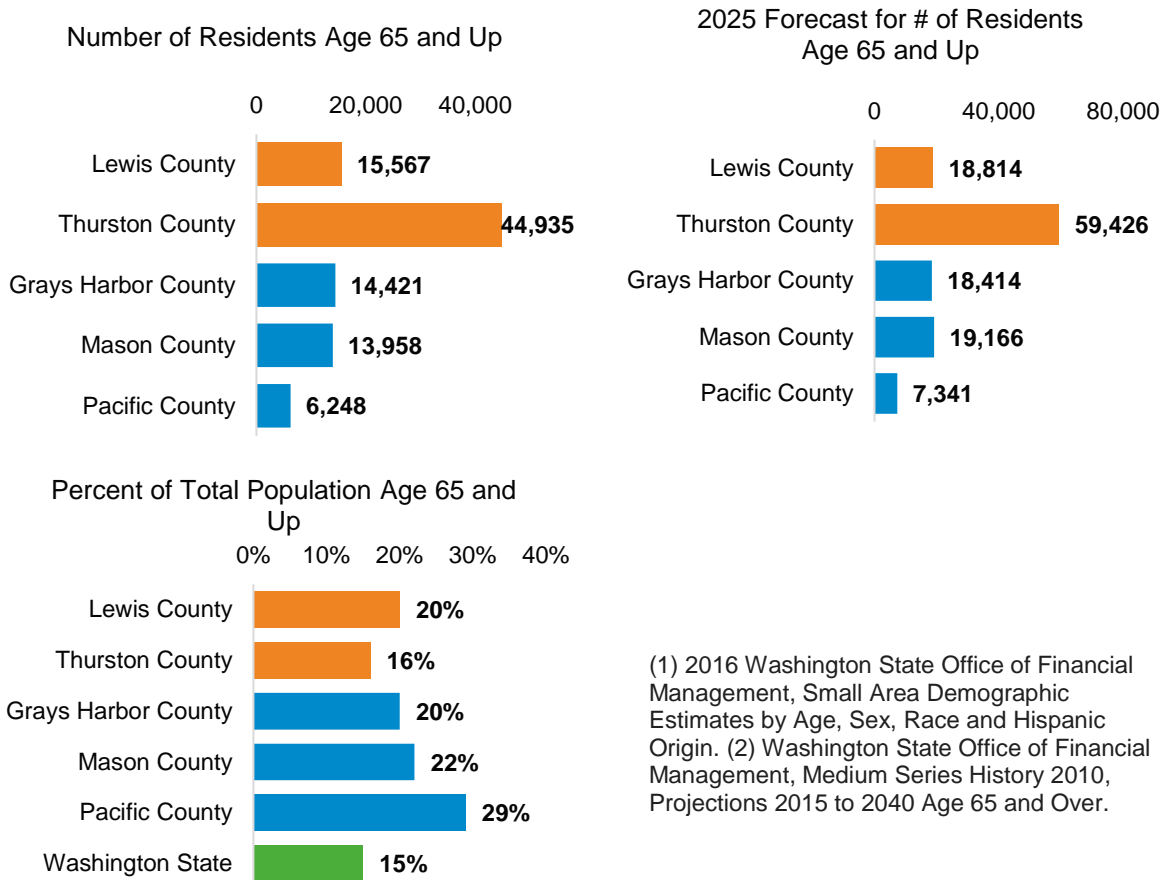 Number of Residents Age 65 and Up
0 20,000 40,000
Lewis County 15,567
Thurston County 44,935
Grays Harbor County 14,421
Mason County 13,958
Pacific County 6,248
2025 Forecast for # of Residents
Age 65 and Up
0 40,000 80,000
Lewis County 18,814
Thurston County 59,426
Grays Harbor County 18,414
Mason County 19,166
Pacific County 7,341
Percent of Total Population Age 65 and
Up
0% 10% 20% 30% 40%
Lewis County 20%
Thurston County 16%
Grays Harbor County 20%
Mason County 22%
Pacific County 29%
Washington State 15%
(1) 2016 Washington State Office of Financial
Management, Small Area Demographic
Estimates by Age, Sex, Race and Hispanic
Origin. (2) Washington State Office of Financial
Management, Medium Series History 2010,
Projections 2015 to 2040 Age 65 and Over.